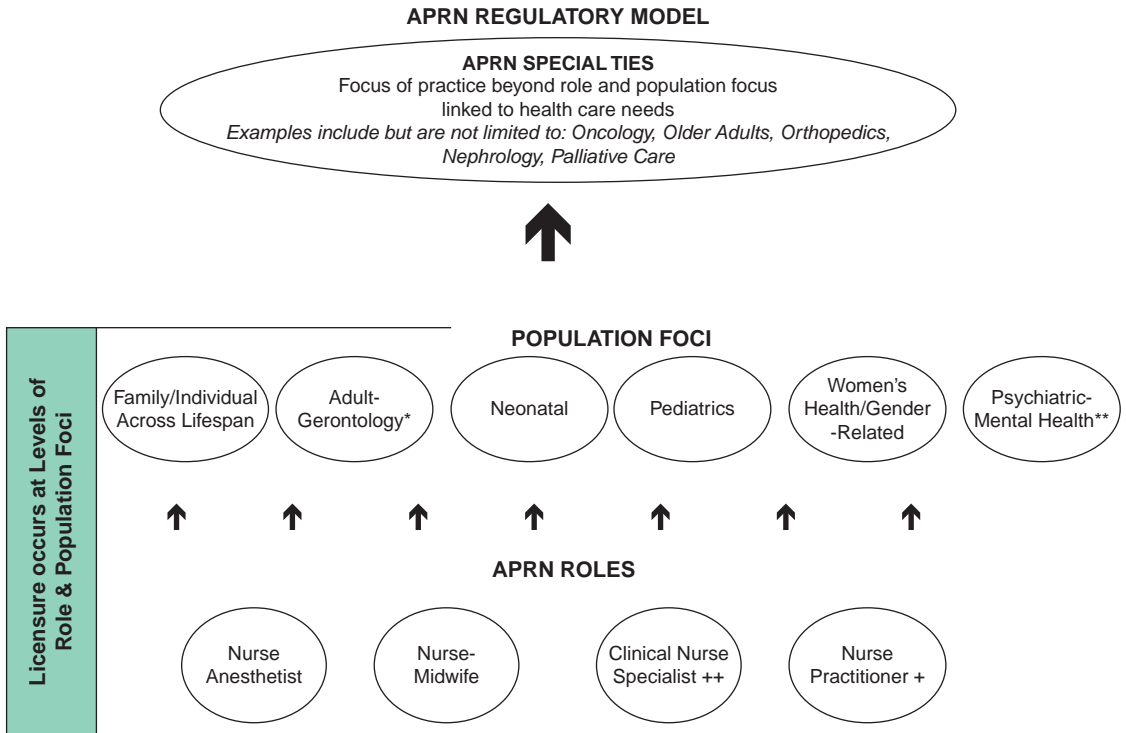 APRN REGULATORY MODEL
APRN SPECIAL TIES
Focus of practice beyond role and population focus
linked to health care needs
Examples include but are not limited to: Oncology, Older Adults, Orthopedics,
Nephrology, Palliative Care
Licensure occurs at Levels of
Role & Population Foci
POPULATION FOCI
Family/Individual
Across Lifespan
Adult-
Gerontology*
Neonatal
Pediatrics
Women's
Health/Gender
-Related
Psychiatric-
Mental Health**
APRN ROLES
Nurse
Anesthetist
Nurse-
Midwife
Clinical Nurse
Specialist ++
Nurse
Practitioner +